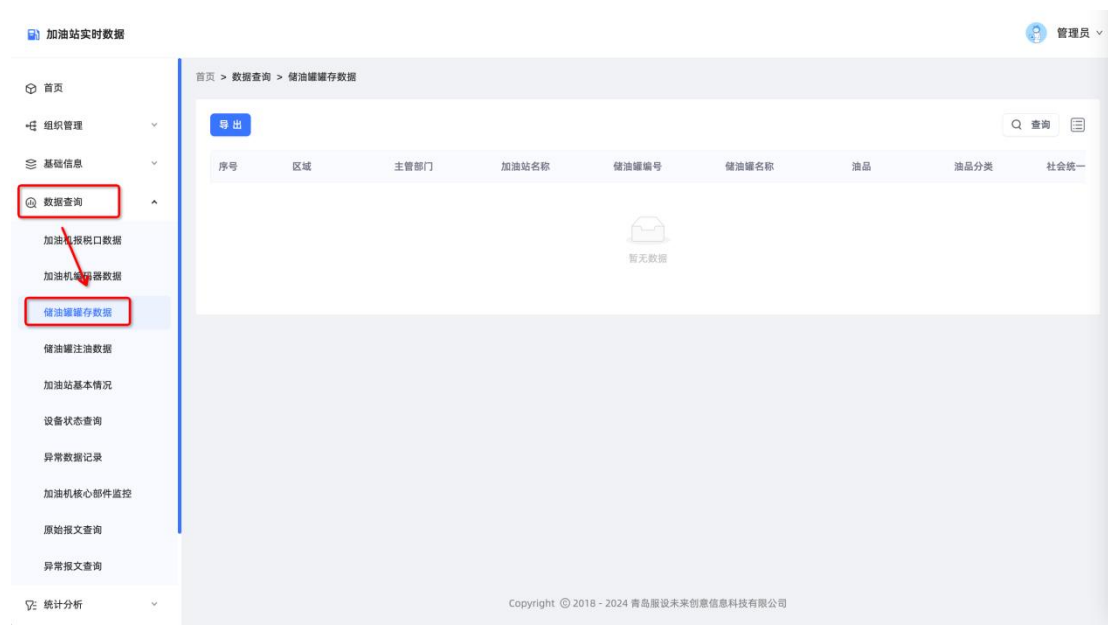 加油站实时数据
管理员
首页
组织管理
基础信息
数据查询
加油机报税口数据
加油机编码器数据
储油罐罐存数据
储油罐注油数据
加油站基本情况
设备状态查询
异常数据记录
加油机核心部件监控
原始报文查询
异常报文查询
统计分析
首页 > 数据查询 > 储油罐罐存数据
导出
查询
序号 区域 主管部门 加油站名称 储油罐编号 储油罐名称 油品 油品分类 社会统一
暂无数据
Copyright © 2018 - 2024 青岛服设未来创意信息科技有限公司